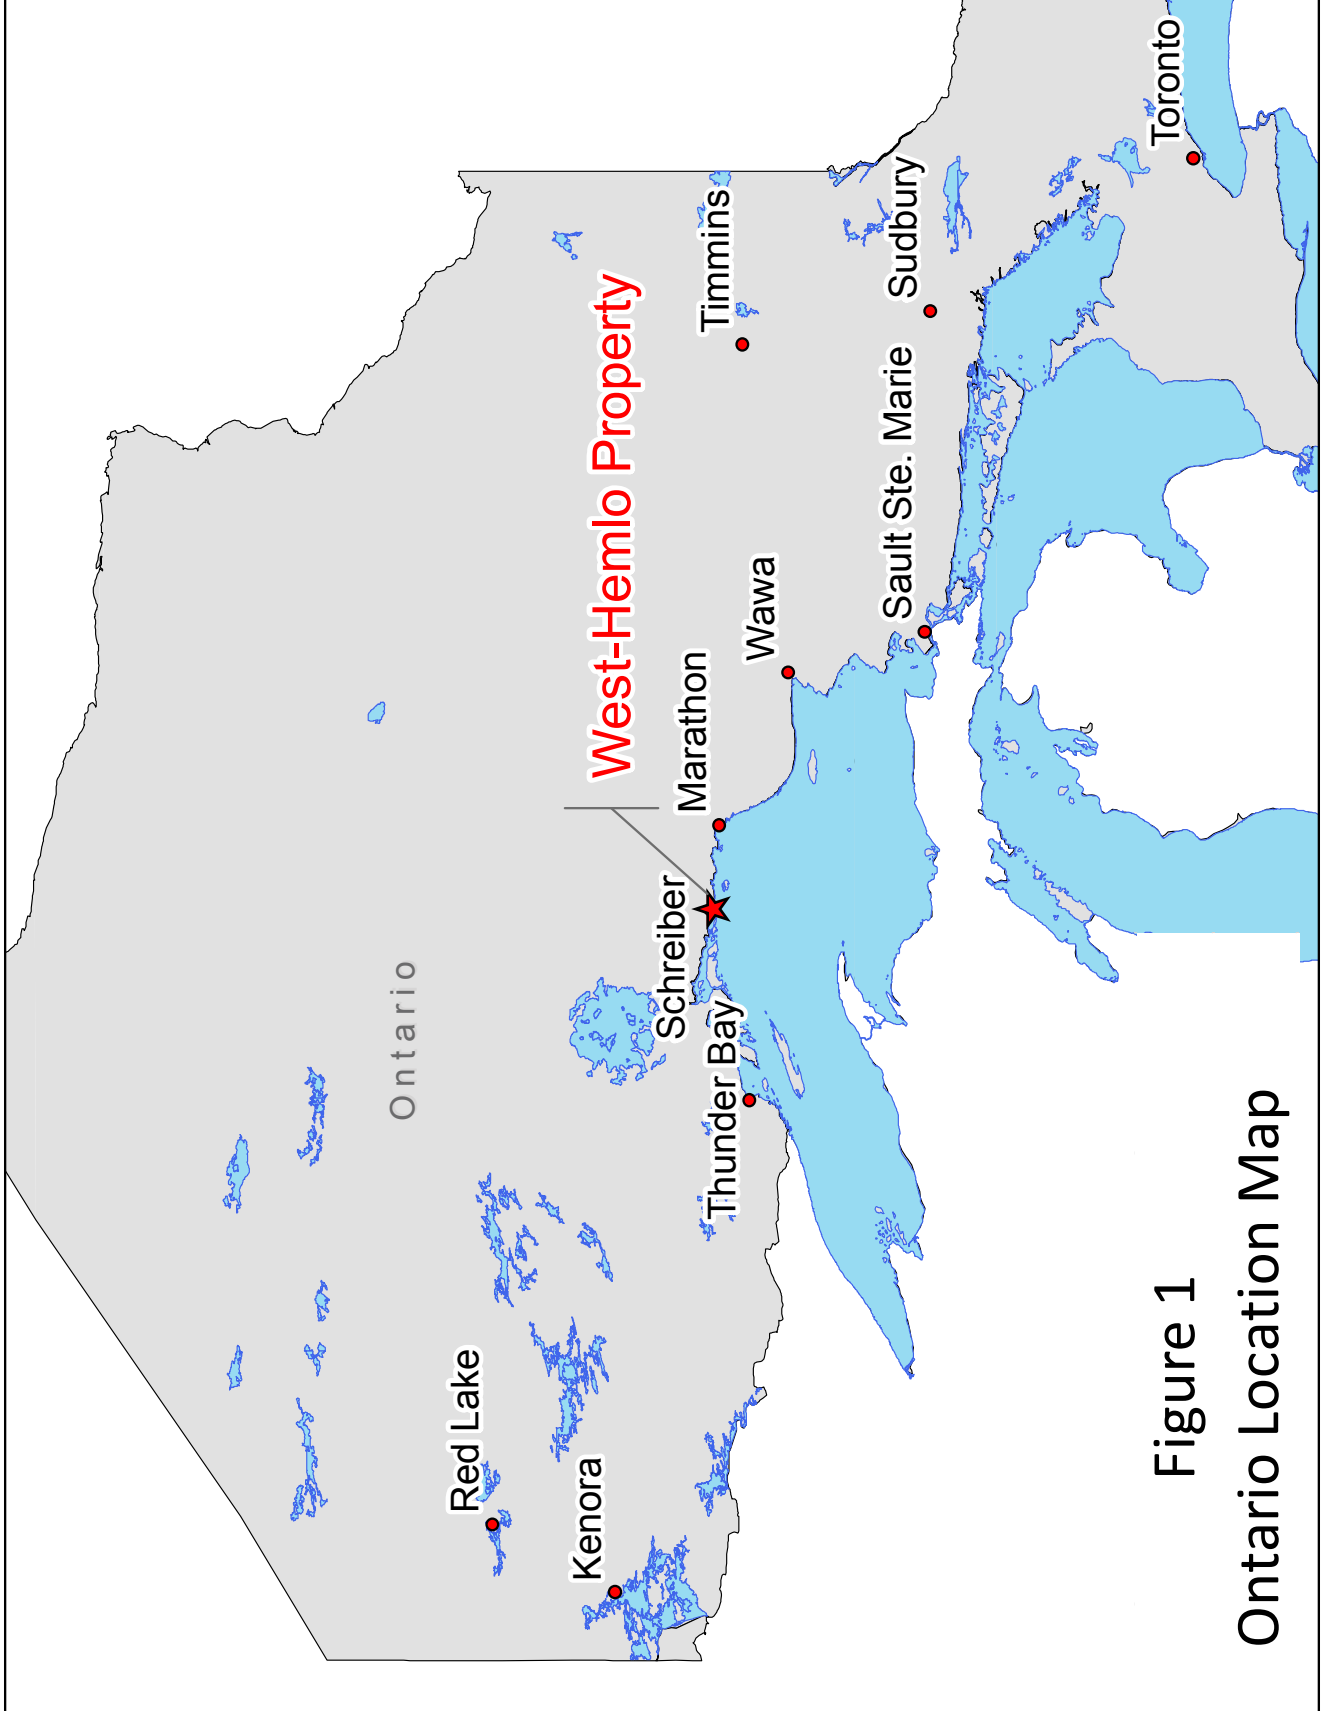 Ontario
Red Lake
Kenora
West-Hemlo Property
Schreiber
Marathon
Thunder Bay
Timmins
Wawa
Sault Ste. Marie
Sudbury
Toronto
Figure 1
Ontario Location Map